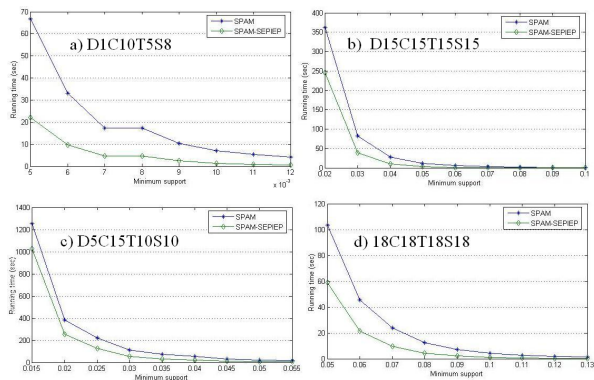 a) D1C10T5S8
SPAM
SPAM-SEPIEP
Running time (sec)
70
60
50
40
30
20
10
0
5 6 7 8 9 10 11 12
x 10⁻³
Minimum support
b) D15C15T15S15
SPAM
SPAM-SEPIEP
Running time (sec)
400
350
300
250
200
150
100
50
0
0.02 0.03 0.04 0.05 0.06 0.07 0.08 0.09 0.1
Minimum support
c) D5C15T10S10
SPAM
SPAM-SEPIEP
Running time (sec)
1400
1200
1000
800
600
400
200
0
0.015 0.02 0.025 0.03 0.035 0.04 0.045 0.05 0.055
Minimum support
d) 18C18T18S18
SPAM
SPAM-SEPIEP
Running time (sec)
120
100
80
60
40
20
0
0.05 0.06 0.07 0.08 0.09 0.1 0.11 0.12 0.13
Minimum support